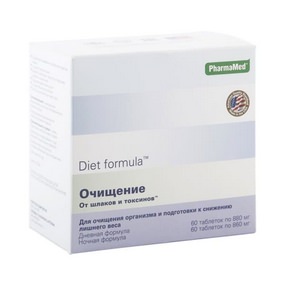 PharmaMed®
Diet formula™
Очищение
От шлаков и токсинов™
Для очищения организма и подготовки к снижению
лишнего веса
Дневная формула 60 таблеток по 880 мг
Ночная формула 60 таблеток по 880 мг